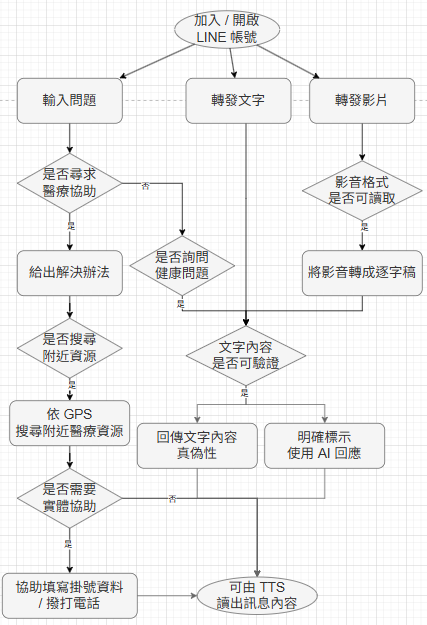 加入 / 開啟
LINE 帳號
輸入問題
轉發文字
轉發影片
是否尋求
醫療協助
否
影音格式
是否可讀取
是
是
給出解決辦法
是否詢問
健康問題
將影音轉成逐字稿
是
是否搜尋
附近資源
文字內容
是否可驗證
是
依 GPS
搜尋附近醫療資源
回傳文字內容
真偽性
明確標示
使用 AI 回應
是否需要
實體協助
否
是
協助填寫掛號資料
/ 撥打電話
可由 TTS
讀出訊息內容